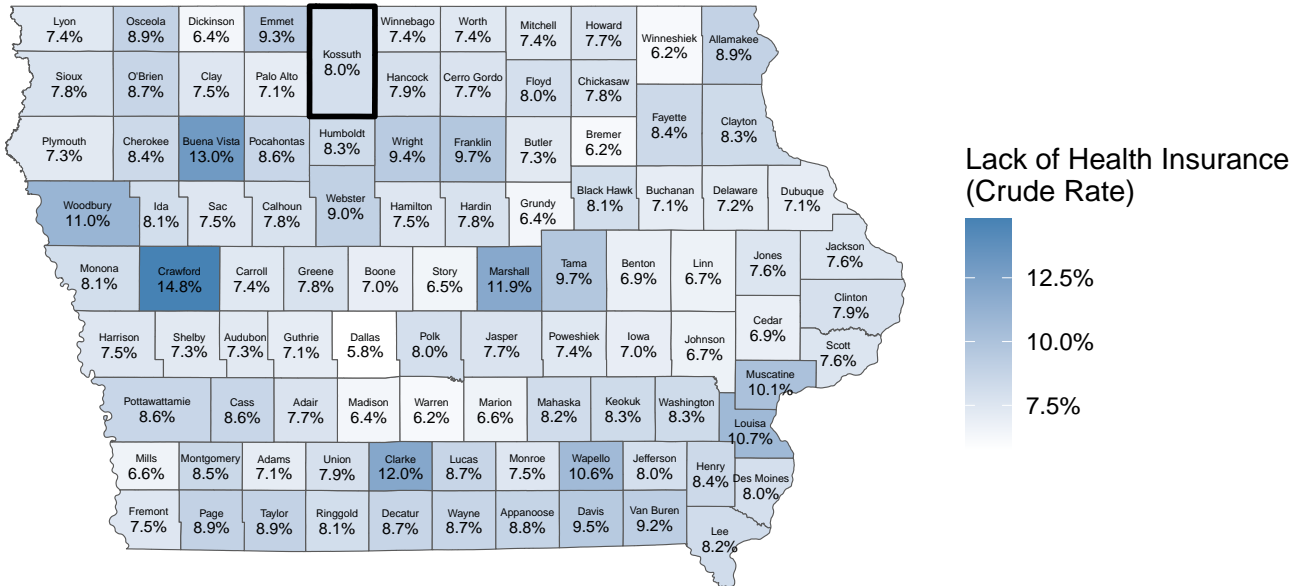 Lyon
7.4%
Osceola
8.9%
Dickinson
6.4%
Emmet
9.3%
Kossuth
8.0%
Winnebago
7.4%
Worth
7.4%
Mitchell
7.4%
Howard
7.7%
Winneshiek
6.2%
Allamakee
8.9%
Sioux
7.8%
O'Brien
8.7%
Clay
7.5%
Palo Alto
7.1%
Hancock
7.9%
Cerro Gordo
7.7%
Floyd
8.0%
Chickasaw
7.8%
Fayette
8.4%
Clayton
8.3%
Plymouth
7.3%
Cherokee
8.4%
Buena Vista
13.0%
Pocahontas
8.6%
Humboldt
8.3%
Wright
9.4%
Franklin
9.7%
Butler
7.3%
Bremer
6.2%
Woodbury
11.0%
Ida
8.1%
Sac
7.5%
Calhoun
7.8%
Webster
9.0%
Hamilton
7.5%
Hardin
7.8%
Grundy
6.4%
Black Hawk
8.1%
Buchanan
7.1%
Delaware
7.2%
Dubuque
7.1%
Monona
8.1%
Crawford
14.8%
Carroll
7.4%
Greene
7.8%
Boone
7.0%
Story
6.5%
Marshall
11.9%
Tama
9.7%
Benton
6.9%
Linn
6.7%
Jones
7.6%
Jackson
7.6%
Clinton
7.9%
Harrison
7.5%
Shelby
7.3%
Audubon
7.3%
Guthrie
7.1%
Dallas
5.8%
Polk
8.0%
Jasper
7.7%
Poweshiek
7.4%
Iowa
7.0%
Johnson
6.7%
Cedar
6.9%
Scott
7.6%
Muscatine
10.1%
Pottawattamie
8.6%
Cass
8.6%
Adair
7.7%
Madison
6.4%
Warren
6.2%
Marion
6.6%
Mahaska
8.2%
Keokuk
8.3%
Washington
8.3%
Louisa
10.7%
Mills
6.6%
Montgomery
8.5%
Adams
7.1%
Union
7.9%
Clarke
12.0%
Lucas
8.7%
Monroe
7.5%
Wapello
10.6%
Jefferson
8.0%
Henry
8.4%
Des Moines
8.0%
Fremont
7.5%
Page
8.9%
Taylor
8.9%
Ringgold
8.1%
Decatur
8.7%
Wayne
8.7%
Appanoose
8.8%
Davis
9.5%
Van Buren
9.2%
Lee
8.2%
Lack of Health Insurance
(Crude Rate)
12.5%
10.0%
7.5%